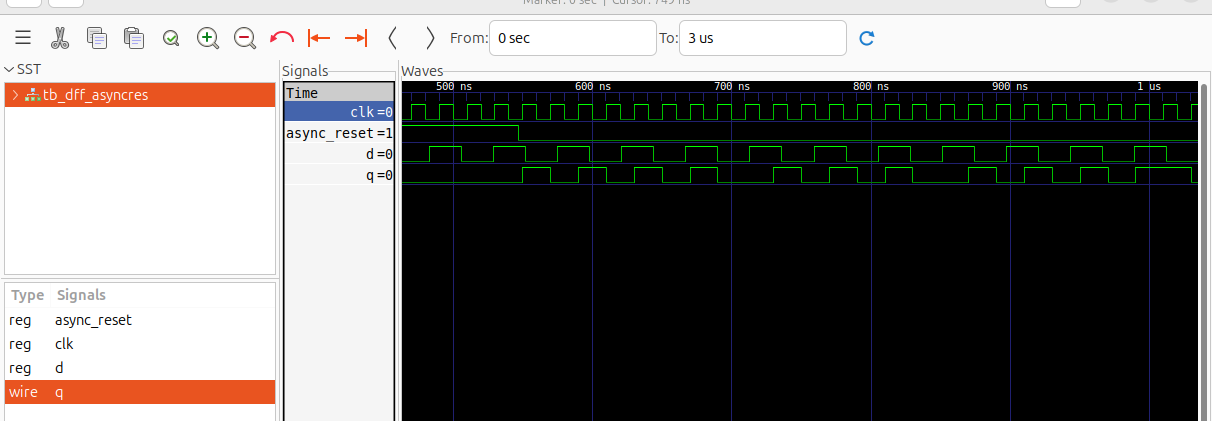 Marker: 0 sec | Cursor: 749 ns
From: 0 sec To: 3 us
SST
tb_dff_asyncres
Type Signals
reg async_reset
reg clk
reg d
wire q
Signals
Time
clk=0
async_reset=1
d=0
q=0
Waves
500 ns 600 ns 700 ns 800 ns 900 ns 1 us